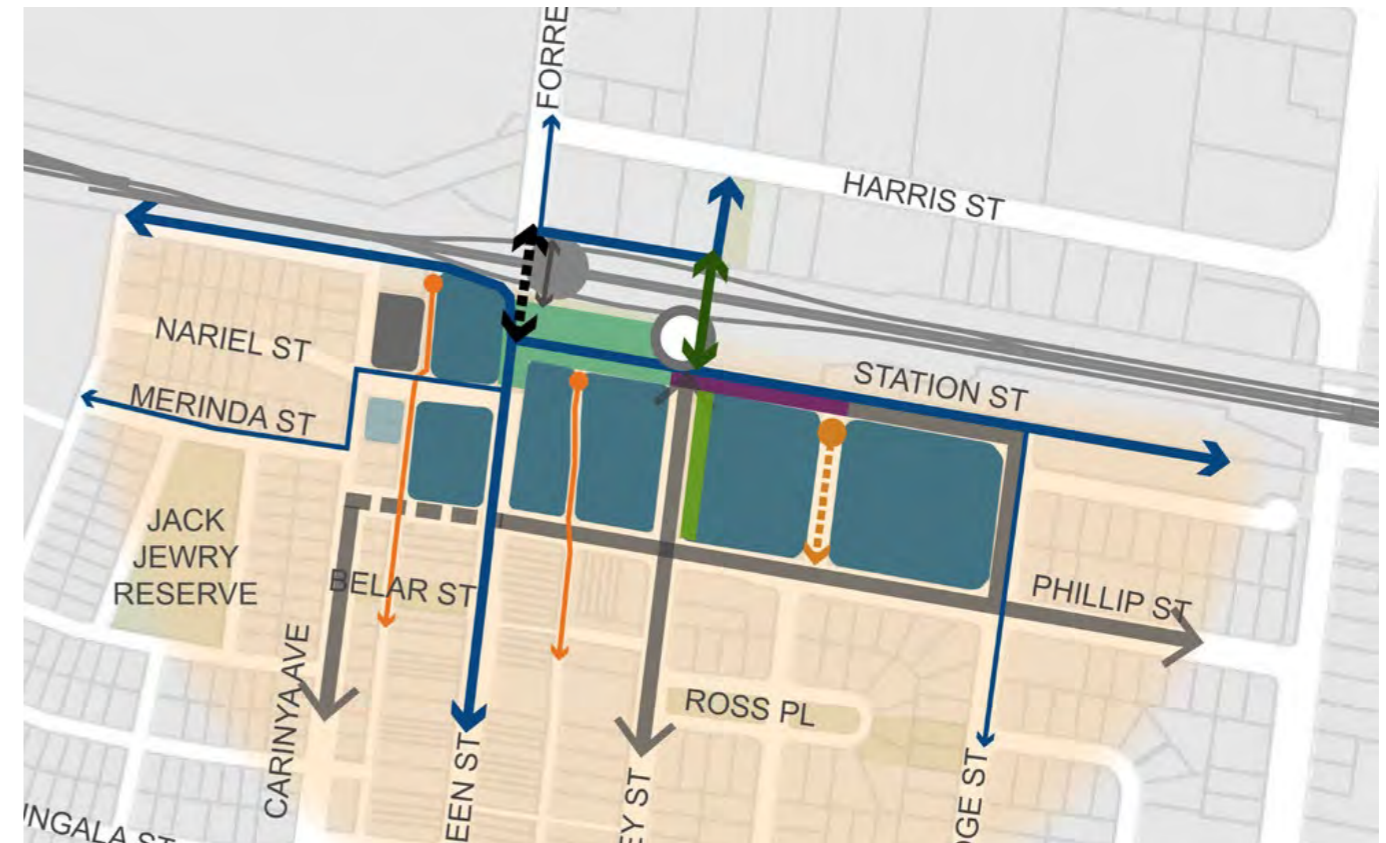 FORRE
HARRIS ST
STATION ST
NARIEL ST
MERINDA ST
JACK
JEWRY
RESERVE
BELAR ST
PHILLIP ST
CARINYA AVE
ROSS PL
EEN ST
EY ST
DGE ST
NGALA ST